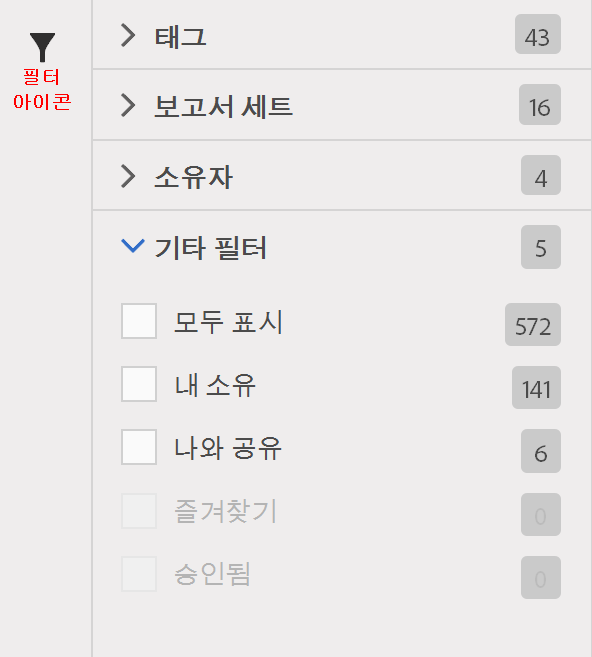 필터
아이콘
태그 43
보고서 세트 16
소유자 4
기타 필터 5
모두 표시 572
내 소유 141
나와 공유 6
즐겨찾기 0
승인됨 0